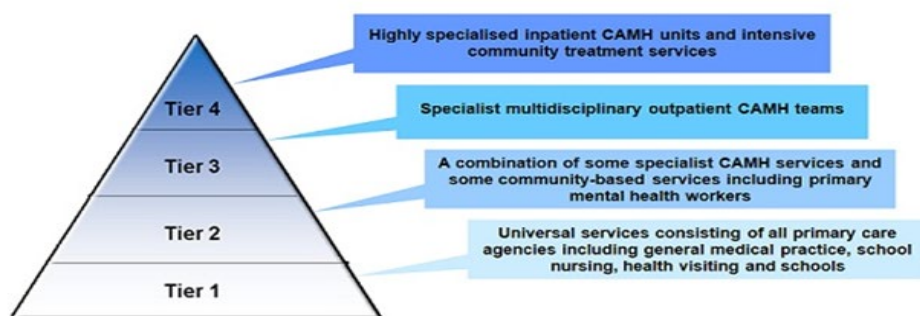 Highly specialised inpatient CAMH units and intensive
community treatment services
Tier 4
Specialist multidisciplinary outpatient CAMH teams
Tier 3
A combination of some specialist CAMH services and
some community-based services including primary
mental health workers
Tier 2
Universal services consisting of all primary care
agencies including general medical practice, school
nursing, health visiting and schools
Tier 1